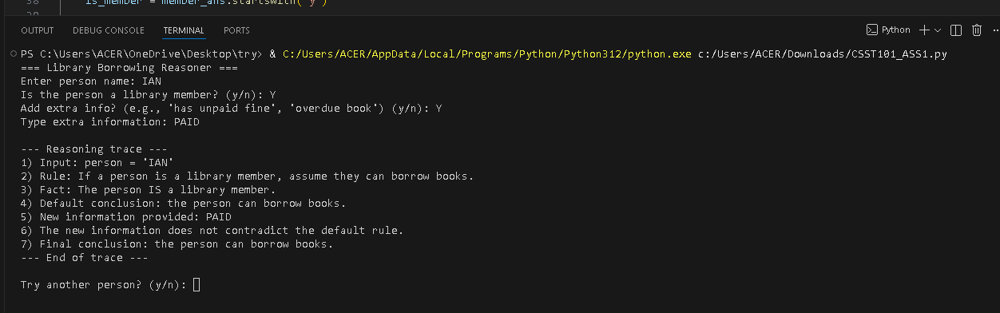 38 is_member = member_ans.startswith('y')
39
OUTPUT DEBUG CONSOLE TERMINAL PORTS Python
PS C:\Users\ACER\OneDrive\Desktop\try> & C:/Users/ACER/AppData/Local/Programs/Python/Python312/python.exe c:/Users/ACER/Downloads/CSST101_ASS1.py
=== Library Borrowing Reasoner ===
Enter person name: IAN
Is the person a library member? (y/n): Y
Add extra info? (e.g., 'has unpaid fine', 'overdue book') (y/n): Y
Type extra information: PAID
--- Reasoning trace ---
1) Input: person = 'IAN'
2) Rule: If a person is a library member, assume they can borrow books.
3) Fact: The person IS a library member.
4) Default conclusion: the person can borrow books.
5) New information provided: PAID
6) The new information does not contradict the default rule.
7) Final conclusion: the person can borrow books.
--- End of trace ---
Try another person? (y/n):